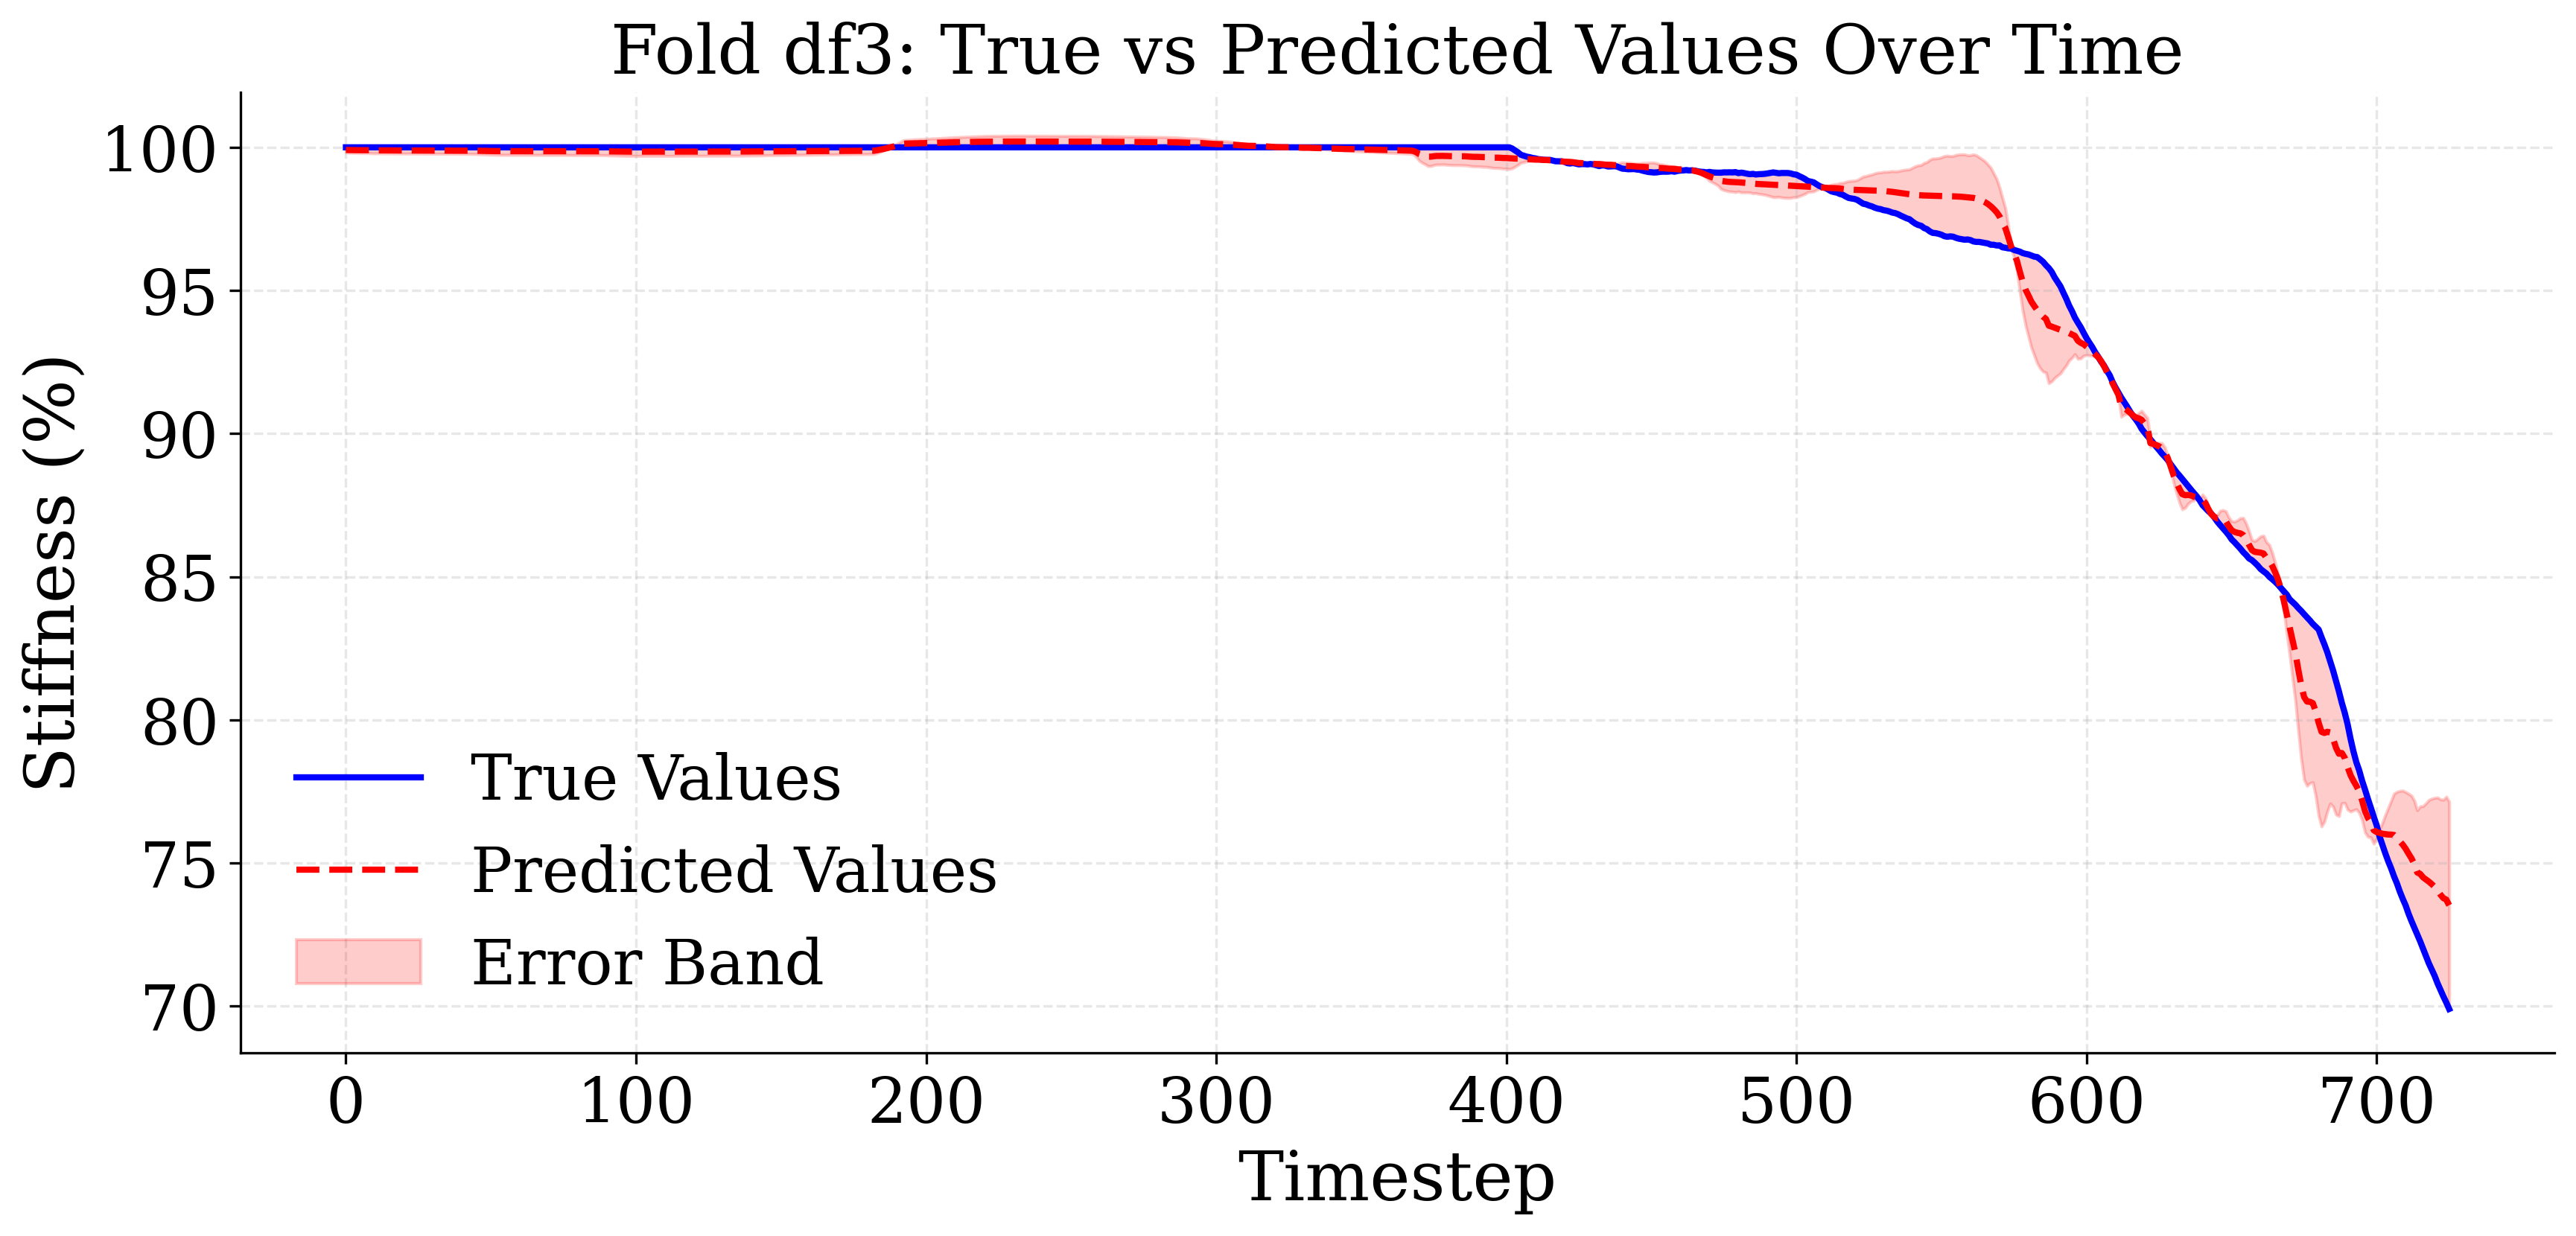 Fold df3: True vs Predicted Values Over Time
Stiffness (%)
100
95
90
85
80
75
70
True Values
Predicted Values
Error Band
0 100 200 300 400 500 600 700
Timestep